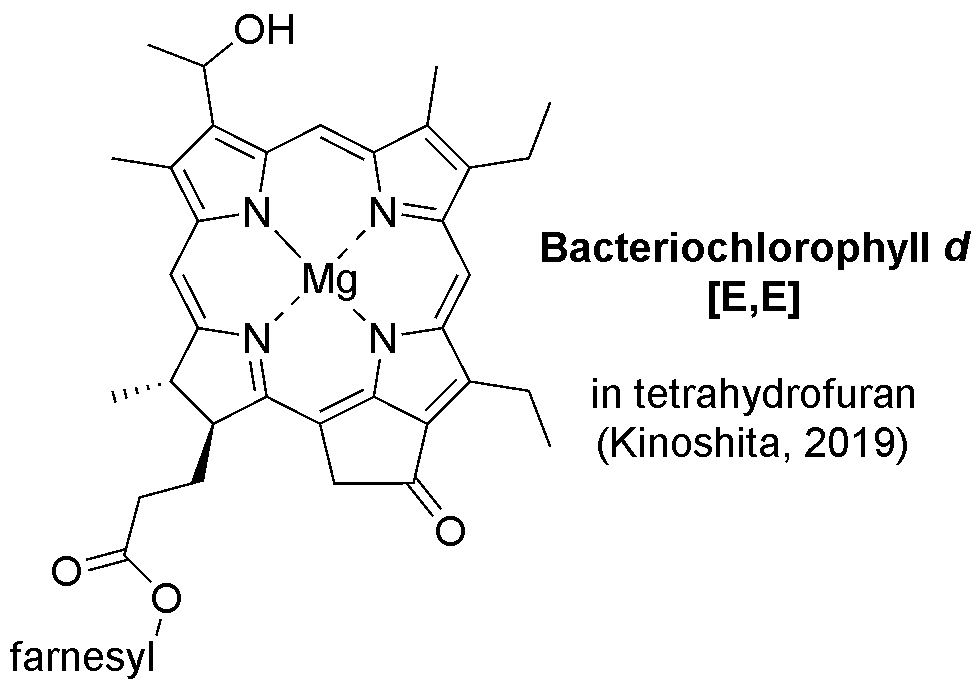 OH
N
N
Mg
Bacteriochlorophyll d
[E,E]
N
N
in tetrahydrofuran
(Kinoshita, 2019)
O
O
O
farnesyl